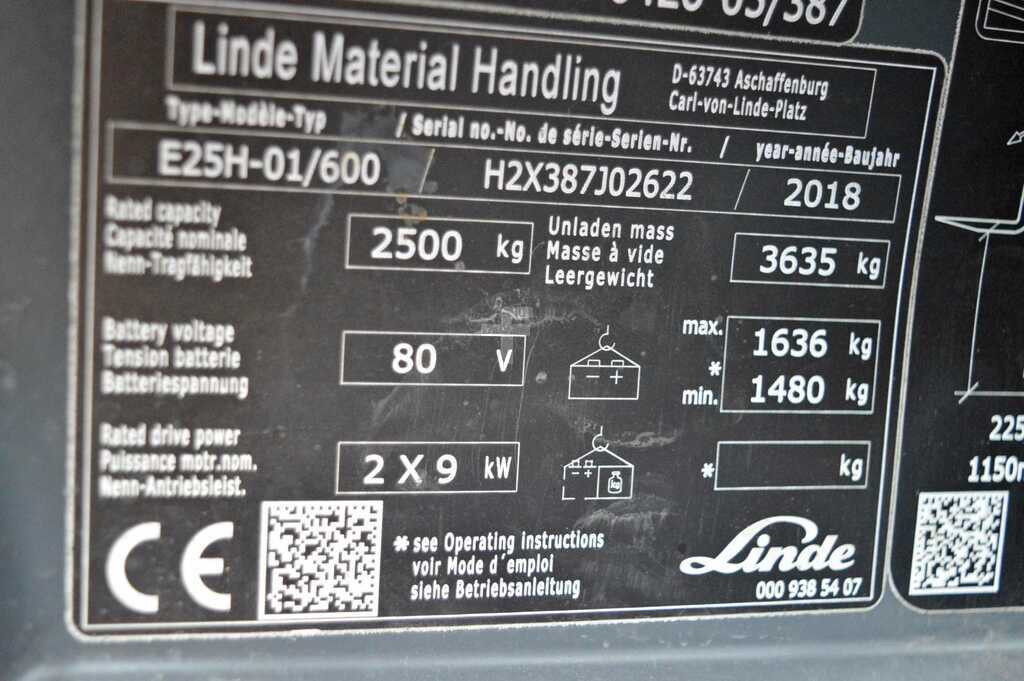 Linde Material Handling
D-63743 Aschaffenburg
Carl-von-Linde-Platz
Type-Modèle-Typ / Serial no.-No. de série-Serien-Nr. / year-année-Baujahr
E25H-01/600 / H2X387J02622 / 2018
Rated capacity
Capacité nominale
Nenn-Tragfähigkeit
2500 kg
Unladen mass
Masse à vide
Leergewicht
3635 kg
Battery voltage
Tension batterie
Batteriespannung
80 V
- +
max. 1636 kg
*
min. 1480 kg
Rated drive power
Puissance motr.nom.
Nenn-Antriebsleist.
2 X 9 kW
- +
kg
* kg
CE
* see Operating instructions
voir Mode d'emploi
siehe Betriebsanleitung
Linde
000 938 54 07